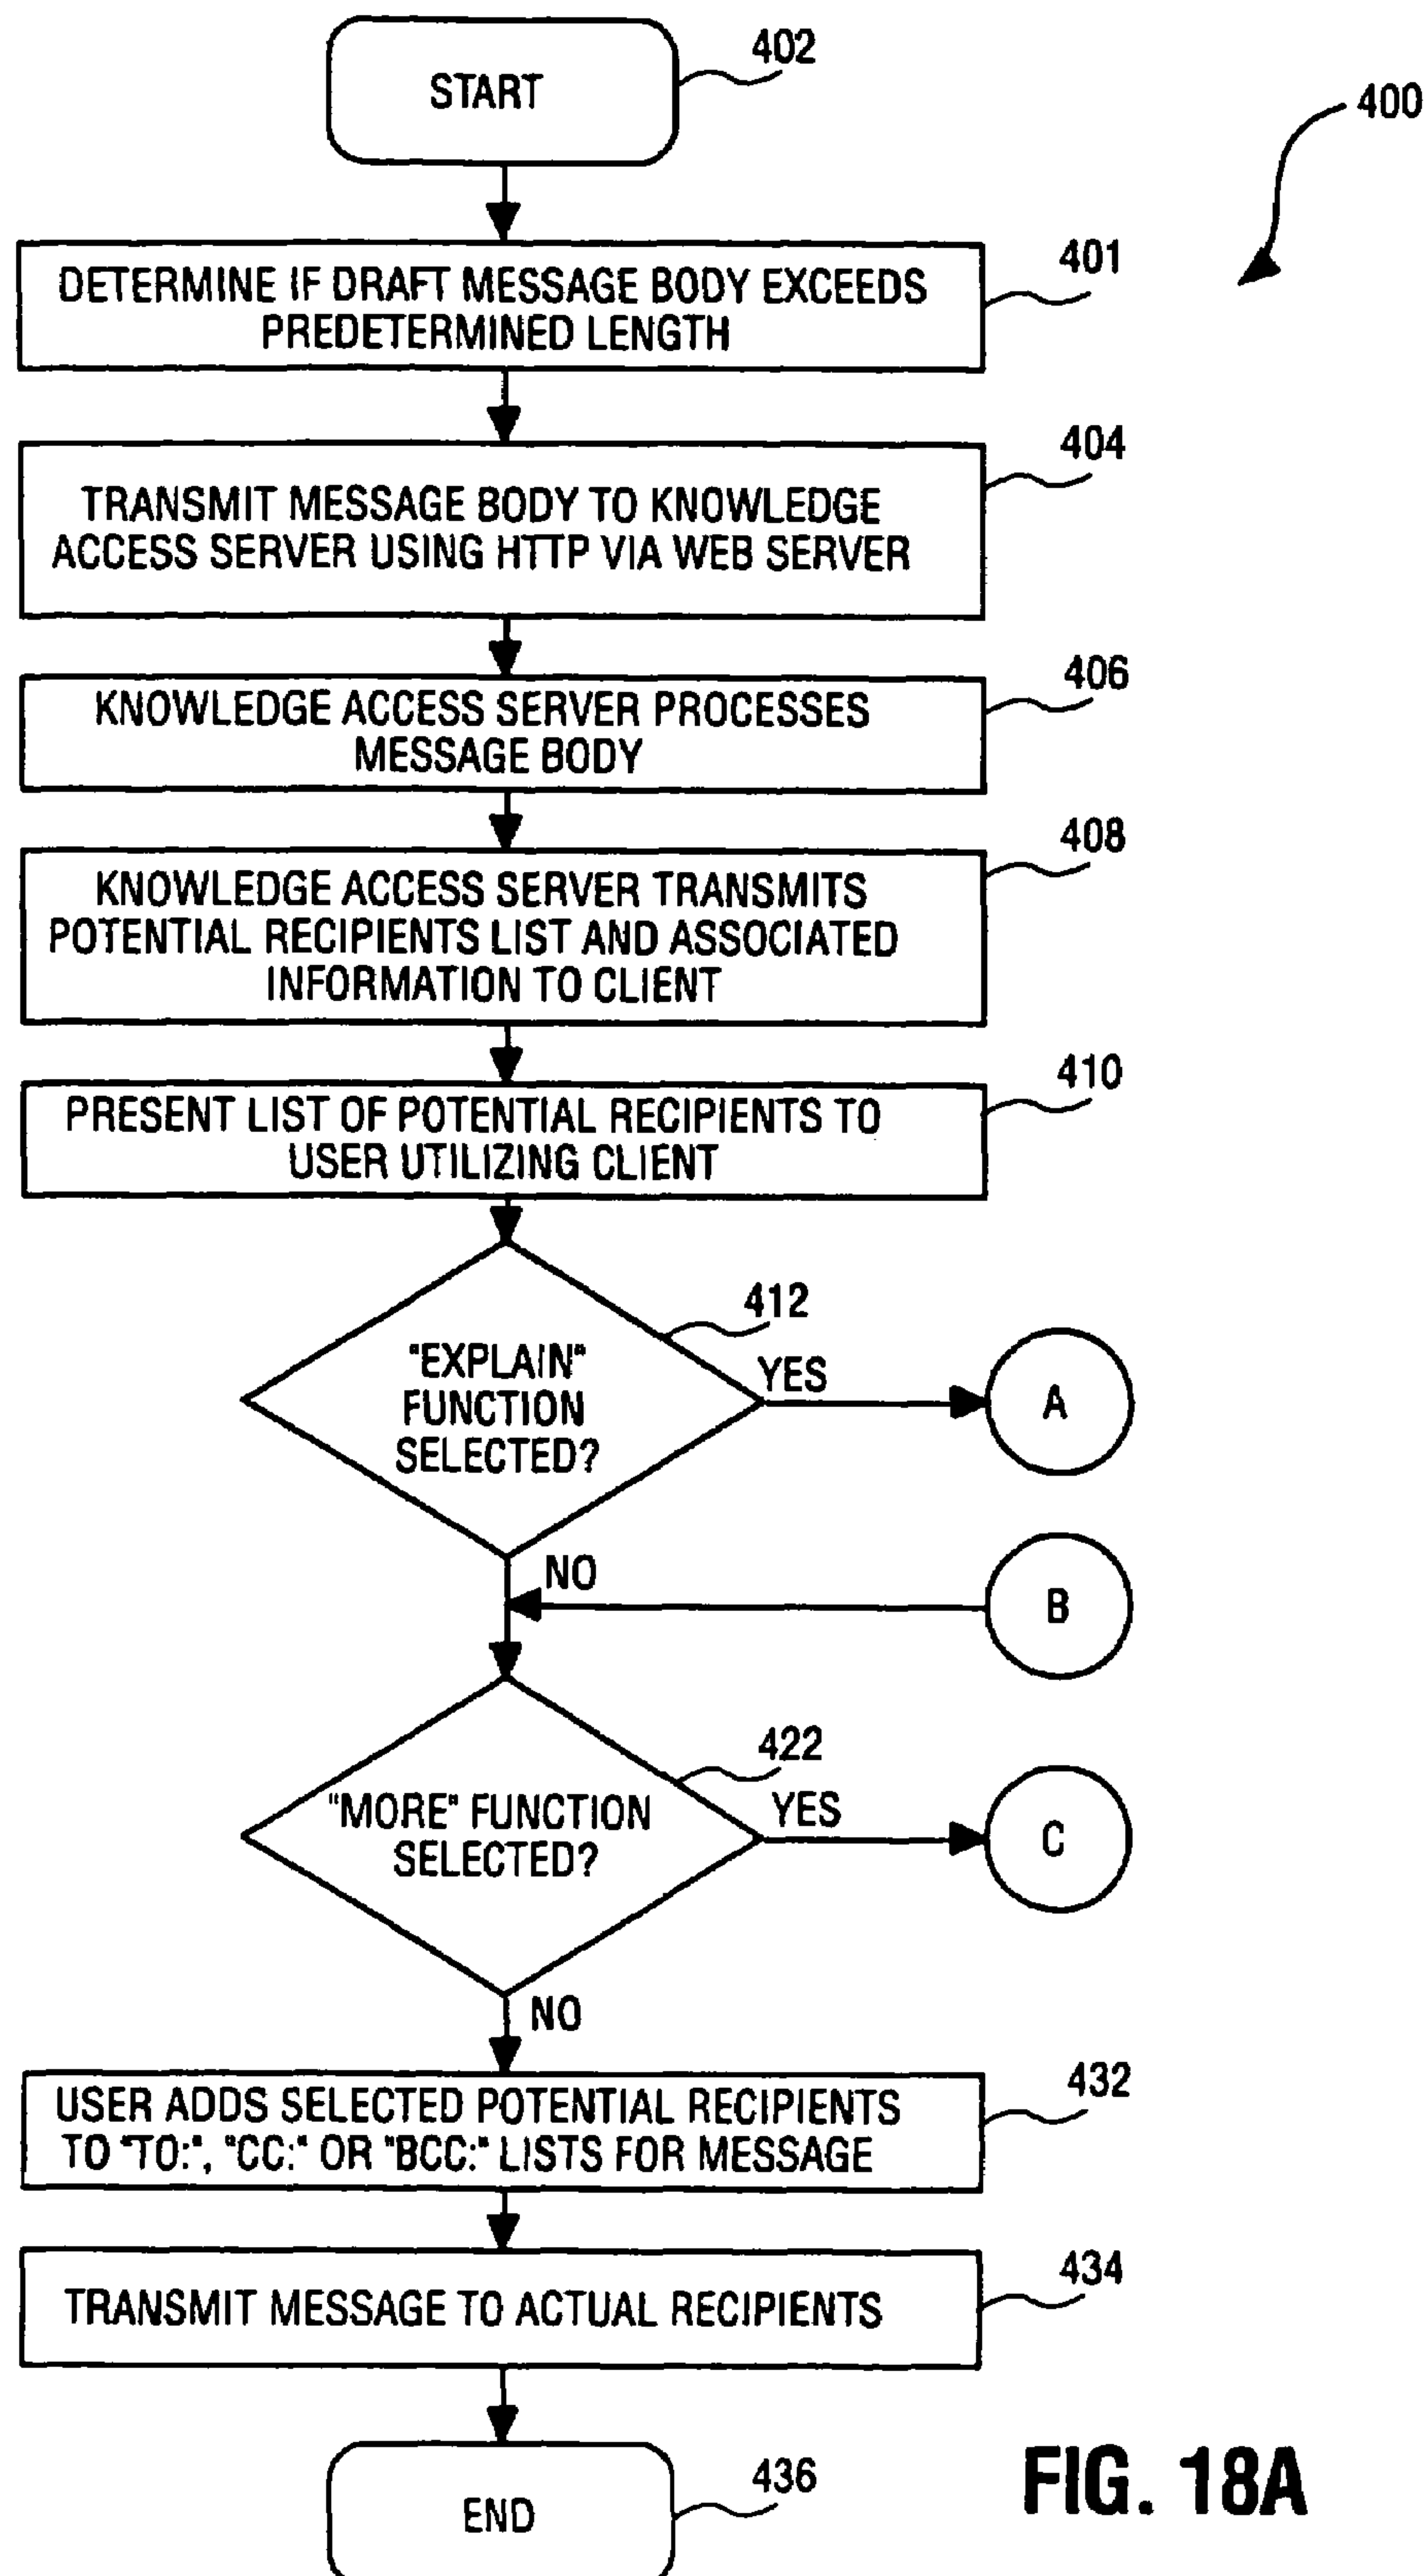 START
402
400
DETERMINE IF DRAFT MESSAGE BODY EXCEEDS
PREDETERMINED LENGTH
401
TRANSMIT MESSAGE BODY TO KNOWLEDGE
ACCESS SERVER USING HTTP VIA WEB SERVER
404
KNOWLEDGE ACCESS SERVER PROCESSES
MESSAGE BODY
406
KNOWLEDGE ACCESS SERVER TRANSMITS
POTENTIAL RECIPIENTS LIST AND ASSOCIATED
INFORMATION TO CLIENT
408
PRESENT LIST OF POTENTIAL RECIPIENTS TO
USER UTILIZING CLIENT
410
"EXPLAIN"
FUNCTION
SELECTED?
412
YES
A
NO
B
"MORE" FUNCTION
SELECTED?
422
YES
C
NO
USER ADDS SELECTED POTENTIAL RECIPIENTS
TO "TO:", "CC:" OR "BCC:" LISTS FOR MESSAGE
432
TRANSMIT MESSAGE TO ACTUAL RECIPIENTS
434
END
436
FIG. 18A